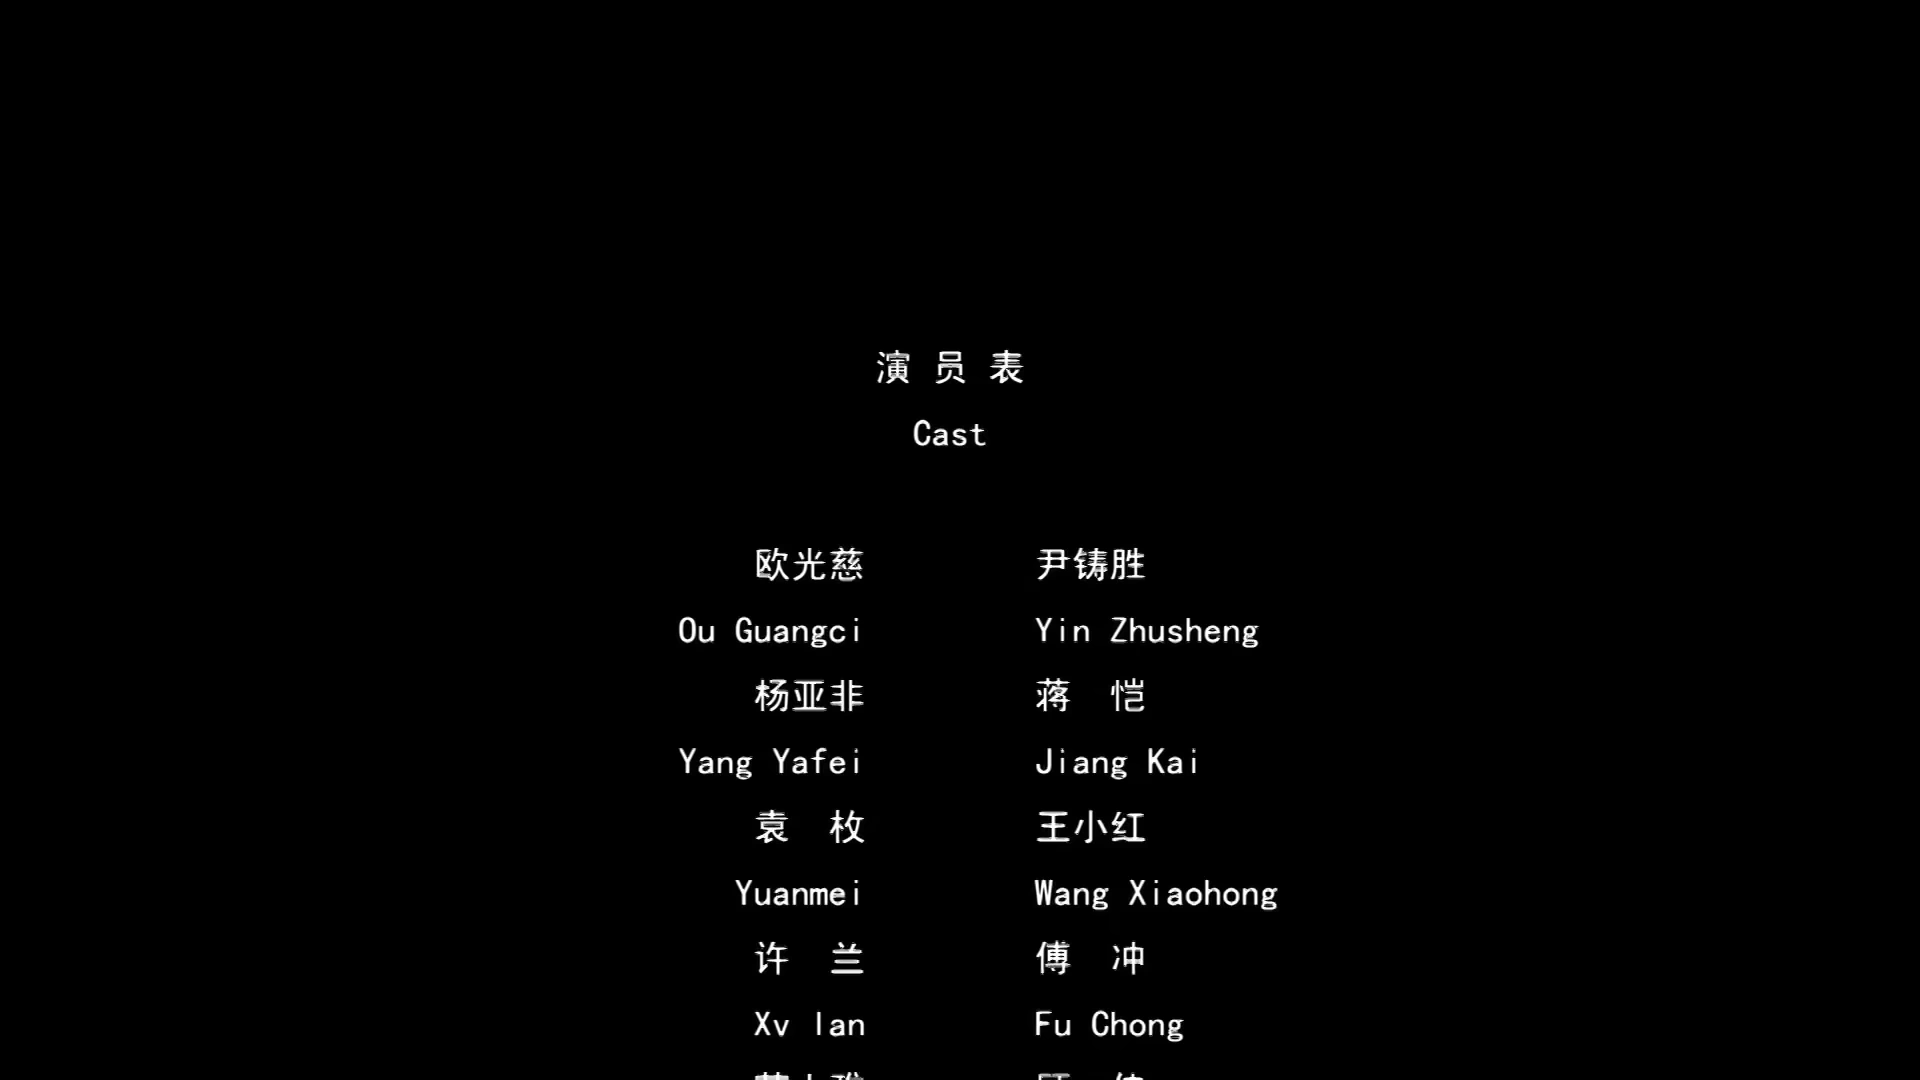 演 员 表
Cast
欧光慈 尹铸胜
Ou Guangci Yin Zhusheng
杨亚非 蒋 恺
Yang Yafei Jiang Kai
袁 枚 王小红
Yuanmei Wang Xiaohong
许 兰 傅 冲
Xv lan Fu Chong